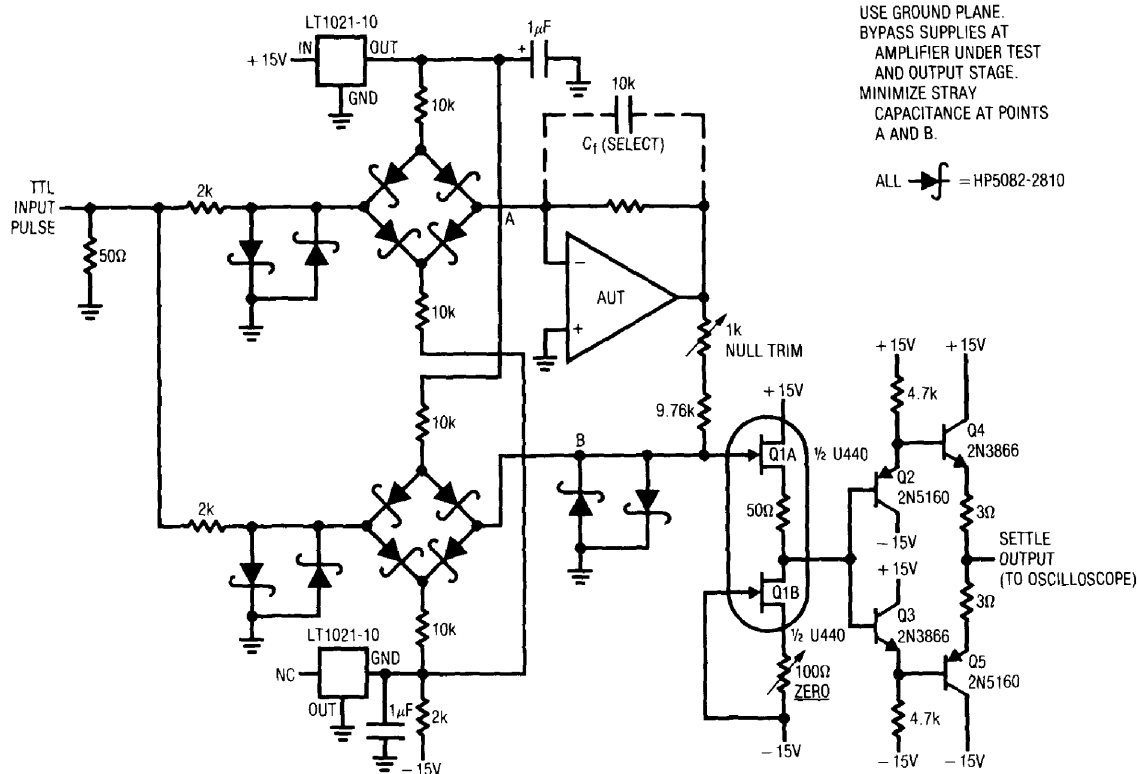 LT1021-10
+ 15V
IN
OUT
GND
+
1µF
10k
10k
C_f (SELECT)
USE GROUND PLANE.
BYPASS SUPPLIES AT
AMPLIFIER UNDER TEST
AND OUTPUT STAGE.
MINIMIZE STRAY
CAPACITANCE AT POINTS
A AND B.
ALL = HP5082-2810
TTL
INPUT
PULSE
2k
50Ω
A
10k
−
AUT
+
1k
NULL TRIM
9.76k
10k
B
+ 15V
Q1A
½ U440
50Ω
Q1B
½ U440
100Ω
ZERO
− 15V
2k
10k
LT1021-10
NC
GND
OUT
1µF
2k
− 15V
+ 15V
+ 15V
4.7k
Q4
2N3866
Q2
2N5160
3Ω
− 15V
SETTLE
OUTPUT
(TO OSCILLOSCOPE)
+ 15V
3Ω
Q3
2N3866
Q5
2N5160
4.7k
− 15V
− 15V